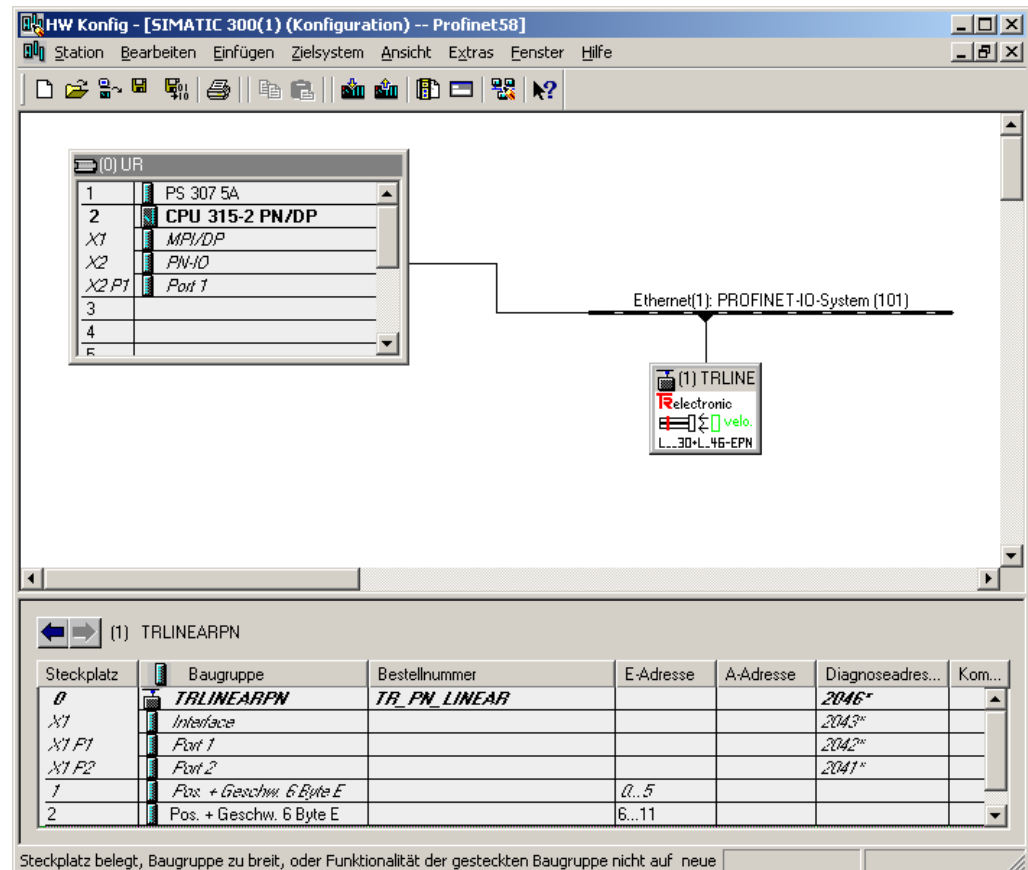 HW Konfig - [SIMATIC 300(1) (Konfiguration) -- Profinet58]
Station Bearbeiten Einfügen Zielsystem Ansicht Extras Fenster Hilfe
(0) UR
1 PS 307 5A
2 CPU 315-2 PN/DP
X1 MPI/DP
X2 PN-IO
X2 P1 Port 1
3
4
5
Ethernet(1): PROFINET-IO-System (101)
(1) TRLINE
TRelectronic
velo.
L__30+L_46-EPN
(1) TRLINEARPN
Steckplatz Baugruppe Bestellnummer E-Adresse A-Adresse Diagnoseadres... Kom...
0 TRLINEARPN TR_PN_LINEAR 2046*
X1 Interface 2043*
X1 P1 Port 1 2042*
X1 P2 Port 2 2041*
1 Pos. + Geschw. 6 Byte E 0...5
2 Pos. + Geschw. 6 Byte E 6...11
Steckplatz belegt, Baugruppe zu breit, oder Funktionalität der gesteckten Baugruppe nicht auf neue